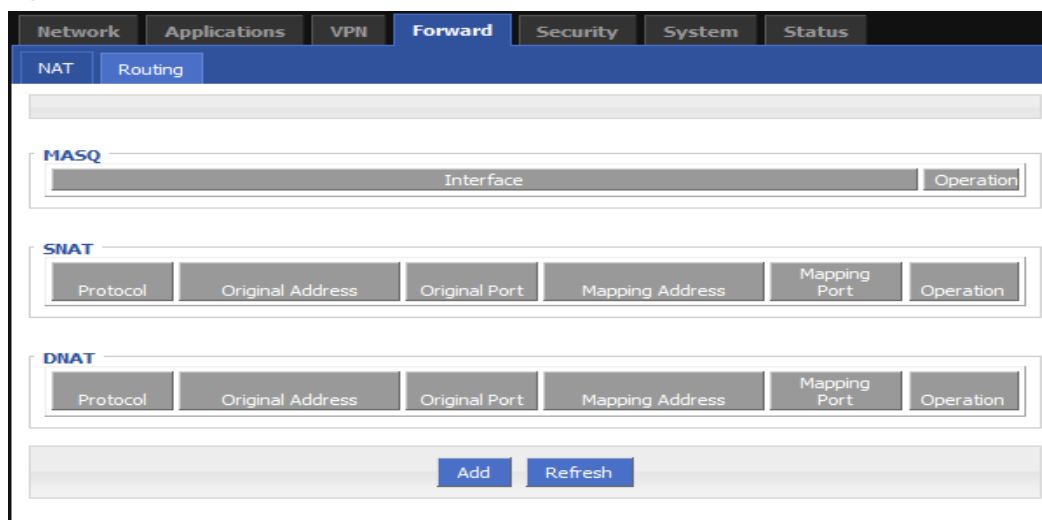 Network Applications VPN Forward Security System Status
NAT Routing
MASQ
Interface Operation
SNAT
Protocol Original Address Original Port Mapping Address Mapping Port Operation
DNAT
Protocol Original Address Original Port Mapping Address Mapping Port Operation
Add Refresh